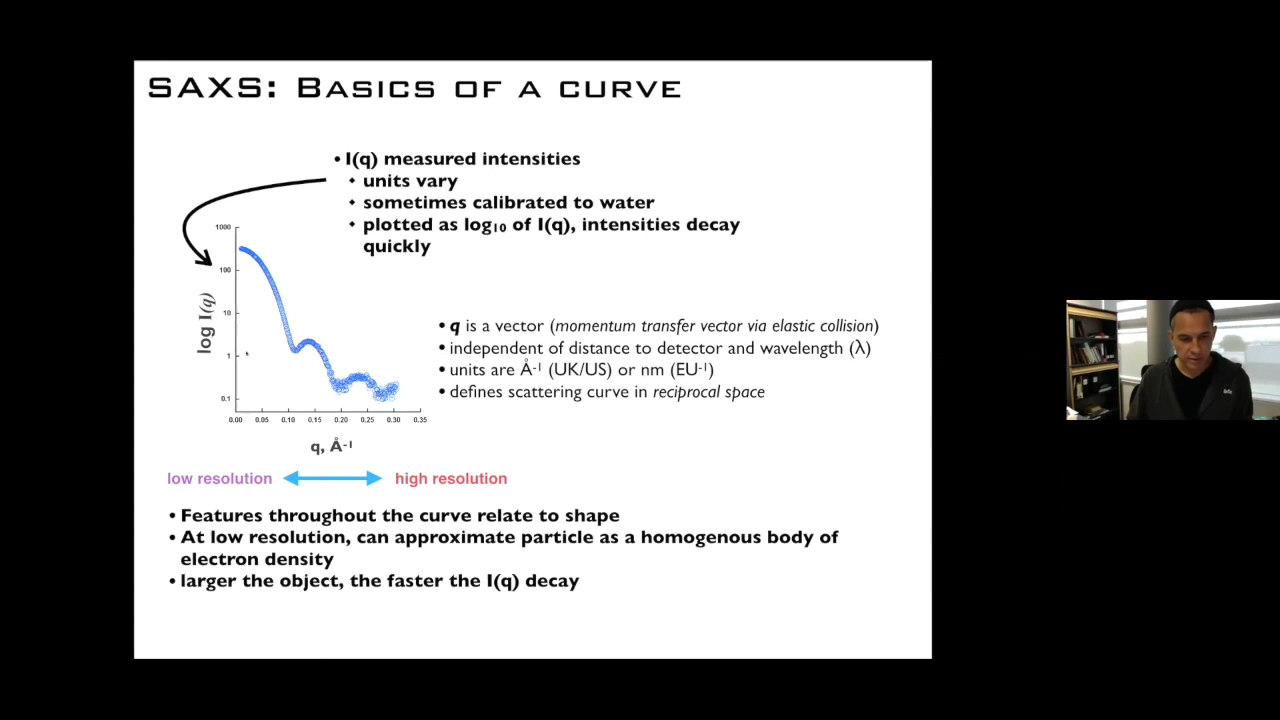 SAXS: BASICS OF A CURVE
• I(q) measured intensities
• units vary
• sometimes calibrated to water
• plotted as log₁₀ of I(q), intensities decay
quickly
1000
100
10
1
0.1
log I(q)
0.00 0.05 0.10 0.15 0.20 0.25 0.30 0.35
q, Å⁻¹
• q is a vector (momentum transfer vector via elastic collision)
• independent of distance to detector and wavelength (λ)
• units are Å⁻¹ (UK/US) or nm (EU⁻¹)
• defines scattering curve in reciprocal space
low resolution high resolution
• Features throughout the curve relate to shape
• At low resolution, can approximate particle as a homogenous body of
electron density
• larger the object, the faster the I(q) decay